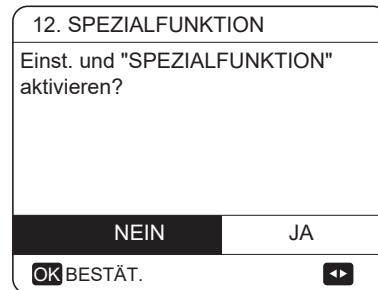 12. SPEZIALFUNKTION
Einst. und "SPEZIALFUNKTION"
aktivieren?
NEIN JA
OK BESTÄT.